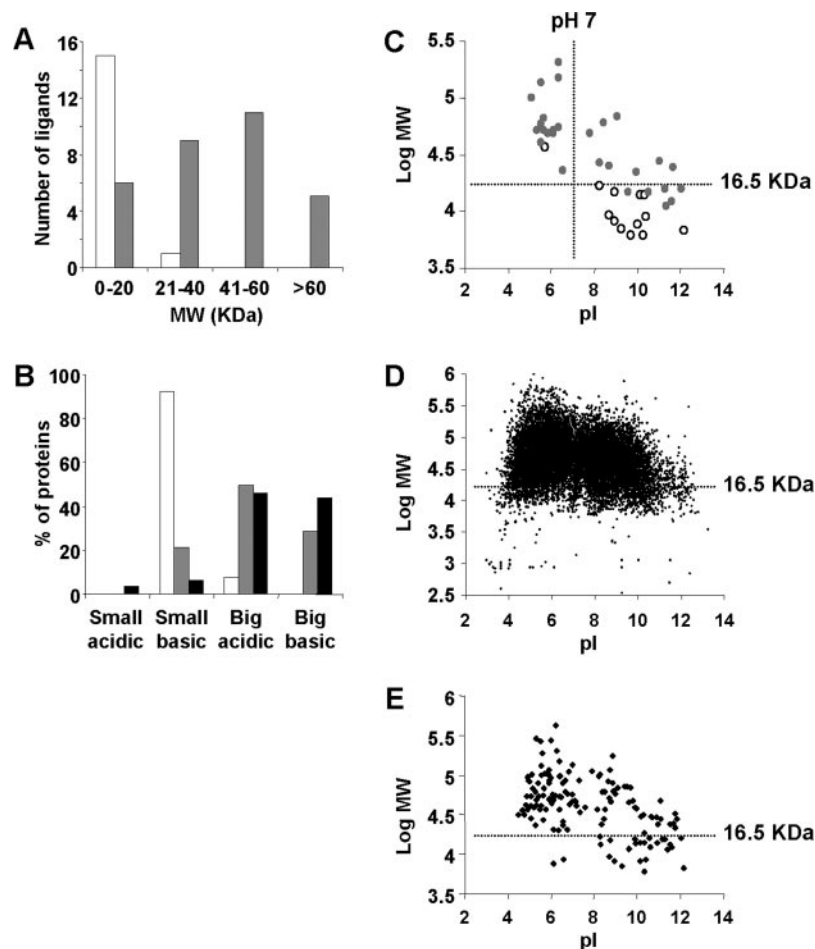 A
Number of ligands
16
12
8
4
0
0-20 21-40 41-60 >60
MW (KDa)
B
% of proteins
100
80
60
40
20
0
Small acidic
Small basic
Big acidic
Big basic
C
pH 7
Log MW
5.5
5
4.5
4
3.5
16.5 KDa
2 4 6 8 10 12 14
pI
D
Log MW
6
5.5
5
4.5
4
3.5
3
2.5
16.5 KDa
2 4 6 8 10 12 14
pI
E
Log MW
6
5.5
5
4.5
4
3.5
16.5 KDa
2 4 6 8 10 12 14
pI